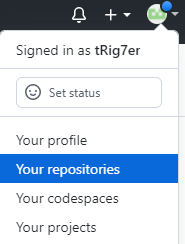 Signed in as tRig7er
Set status
Your profile
Your repositories
Your codespaces
Your projects